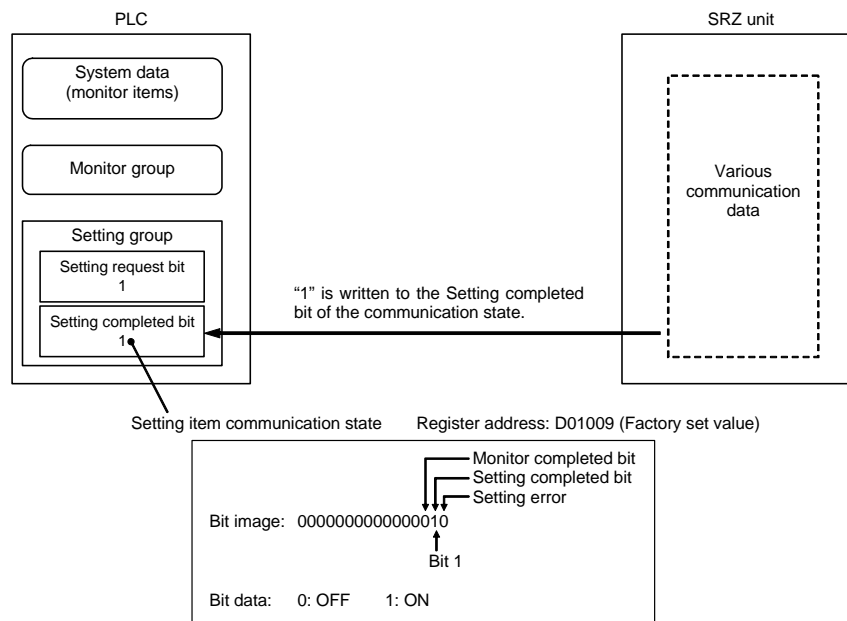 PLC
SRZ unit
System data
(monitor items)
Monitor group
Various
communication
data
Setting group
Setting request bit
1
Setting completed bit
1
“1” is written to the Setting completed
bit of the communication state.
Setting item communication state
Register address: D01009 (Factory set value)
Monitor completed bit
Setting completed bit
Setting error
Bit image: 0000000000000010
Bit 1
Bit data: 0: OFF 1: ON